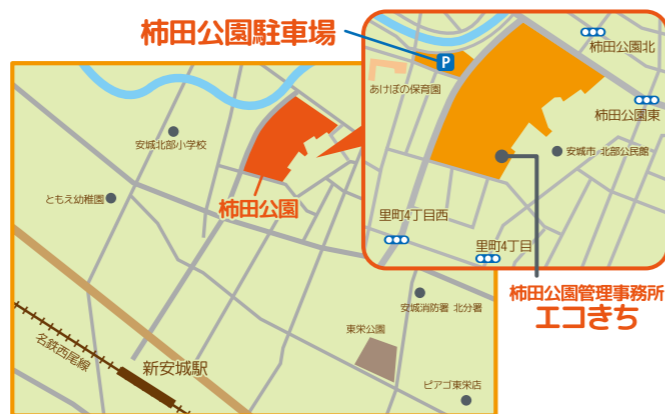 柿田公園駐車場
P
柿田公園北
あけぼの保育園
柿田公園東
安城市 北部公民館
安城北部小学校
ともえ幼稚園
柿田公園
里町4丁目西
里町4丁目
柿田公園管理事務所
エコきち
安城消防署 北分署
東栄公園
名鉄西尾線
新安城駅
ピアゴ東栄店